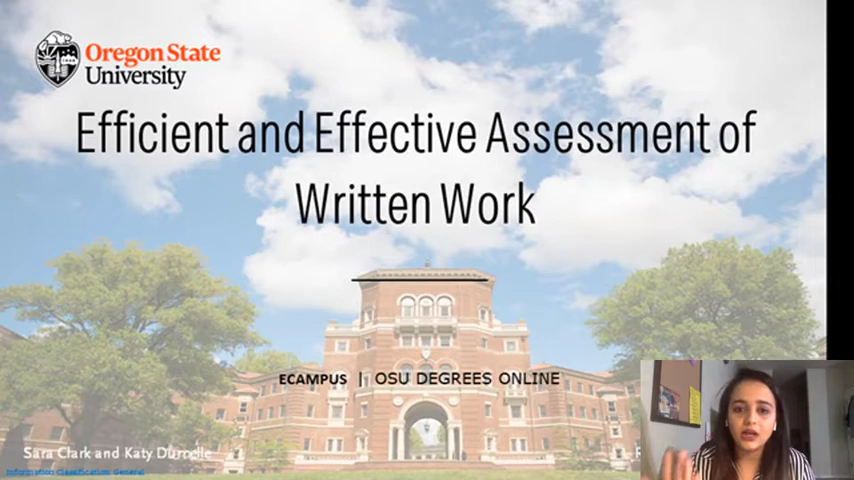 Oregon State
University
Efficient and Effective Assessment of
Written Work
ECAMPUS | OSU DEGREES ONLINE
Sara Clark and Katy
Information Classification: General